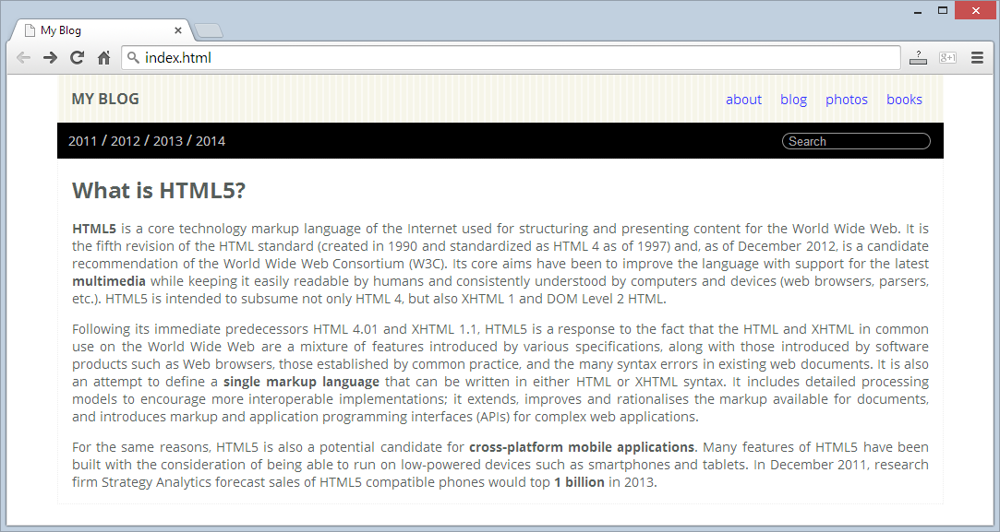 My Blog
index.html
?
g+1
MY BLOG
about blog photos books
2011 / 2012 / 2013 / 2014
Search
What is HTML5?
HTML5 is a core technology markup language of the Internet used for structuring and presenting content for the World Wide Web. It is
the fifth revision of the HTML standard (created in 1990 and standardized as HTML 4 as of 1997) and, as of December 2012, is a candidate
recommendation of the World Wide Web Consortium (W3C). Its core aims have been to improve the language with support for the latest
multimedia while keeping it easily readable by humans and consistently understood by computers and devices (web browsers, parsers,
etc.). HTML5 is intended to subsume not only HTML 4, but also XHTML 1 and DOM Level 2 HTML.
Following its immediate predecessors HTML 4.01 and XHTML 1.1, HTML5 is a response to the fact that the HTML and XHTML in common
use on the World Wide Web are a mixture of features introduced by various specifications, along with those introduced by software
products such as Web browsers, those established by common practice, and the many syntax errors in existing web documents. It is also
an attempt to define a single markup language that can be written in either HTML or XHTML syntax. It includes detailed processing
models to encourage more interoperable implementations; it extends, improves and rationalises the markup available for documents,
and introduces markup and application programming interfaces (APIs) for complex web applications.
For the same reasons, HTML5 is also a potential candidate for cross-platform mobile applications. Many features of HTML5 have been
built with the consideration of being able to run on low-powered devices such as smartphones and tablets. In December 2011, research
firm Strategy Analytics forecast sales of HTML5 compatible phones would top 1 billion in 2013.